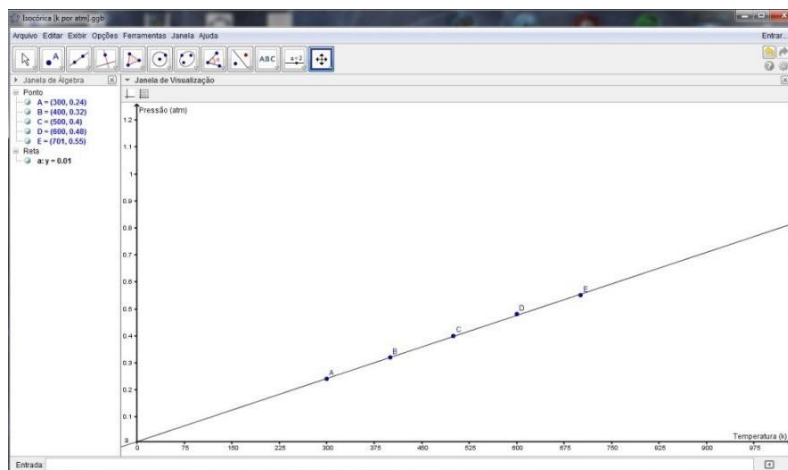 Isocórica [k por atm].ggb
Arquivo Editar Exibir Opções Ferramentas Janela Ajuda
Entrar...
ABC
a=2
Janela de Álgebra
Janela de Visualização
Ponto
A = (300, 0.24)
B = (400, 0.32)
C = (500, 0.4)
D = (600, 0.48)
E = (701, 0.55)
Reta
a: y = 0.01
Pressão (atm)
1.2
1.1
1
0.9
0.8
0.7
0.6
0.5
0.4
0.3
0.2
0.1
A
B
C
D
E
a
Temperatura (k)
0
75
150
225
300
375
450
525
600
675
750
825
900
975
Entrada